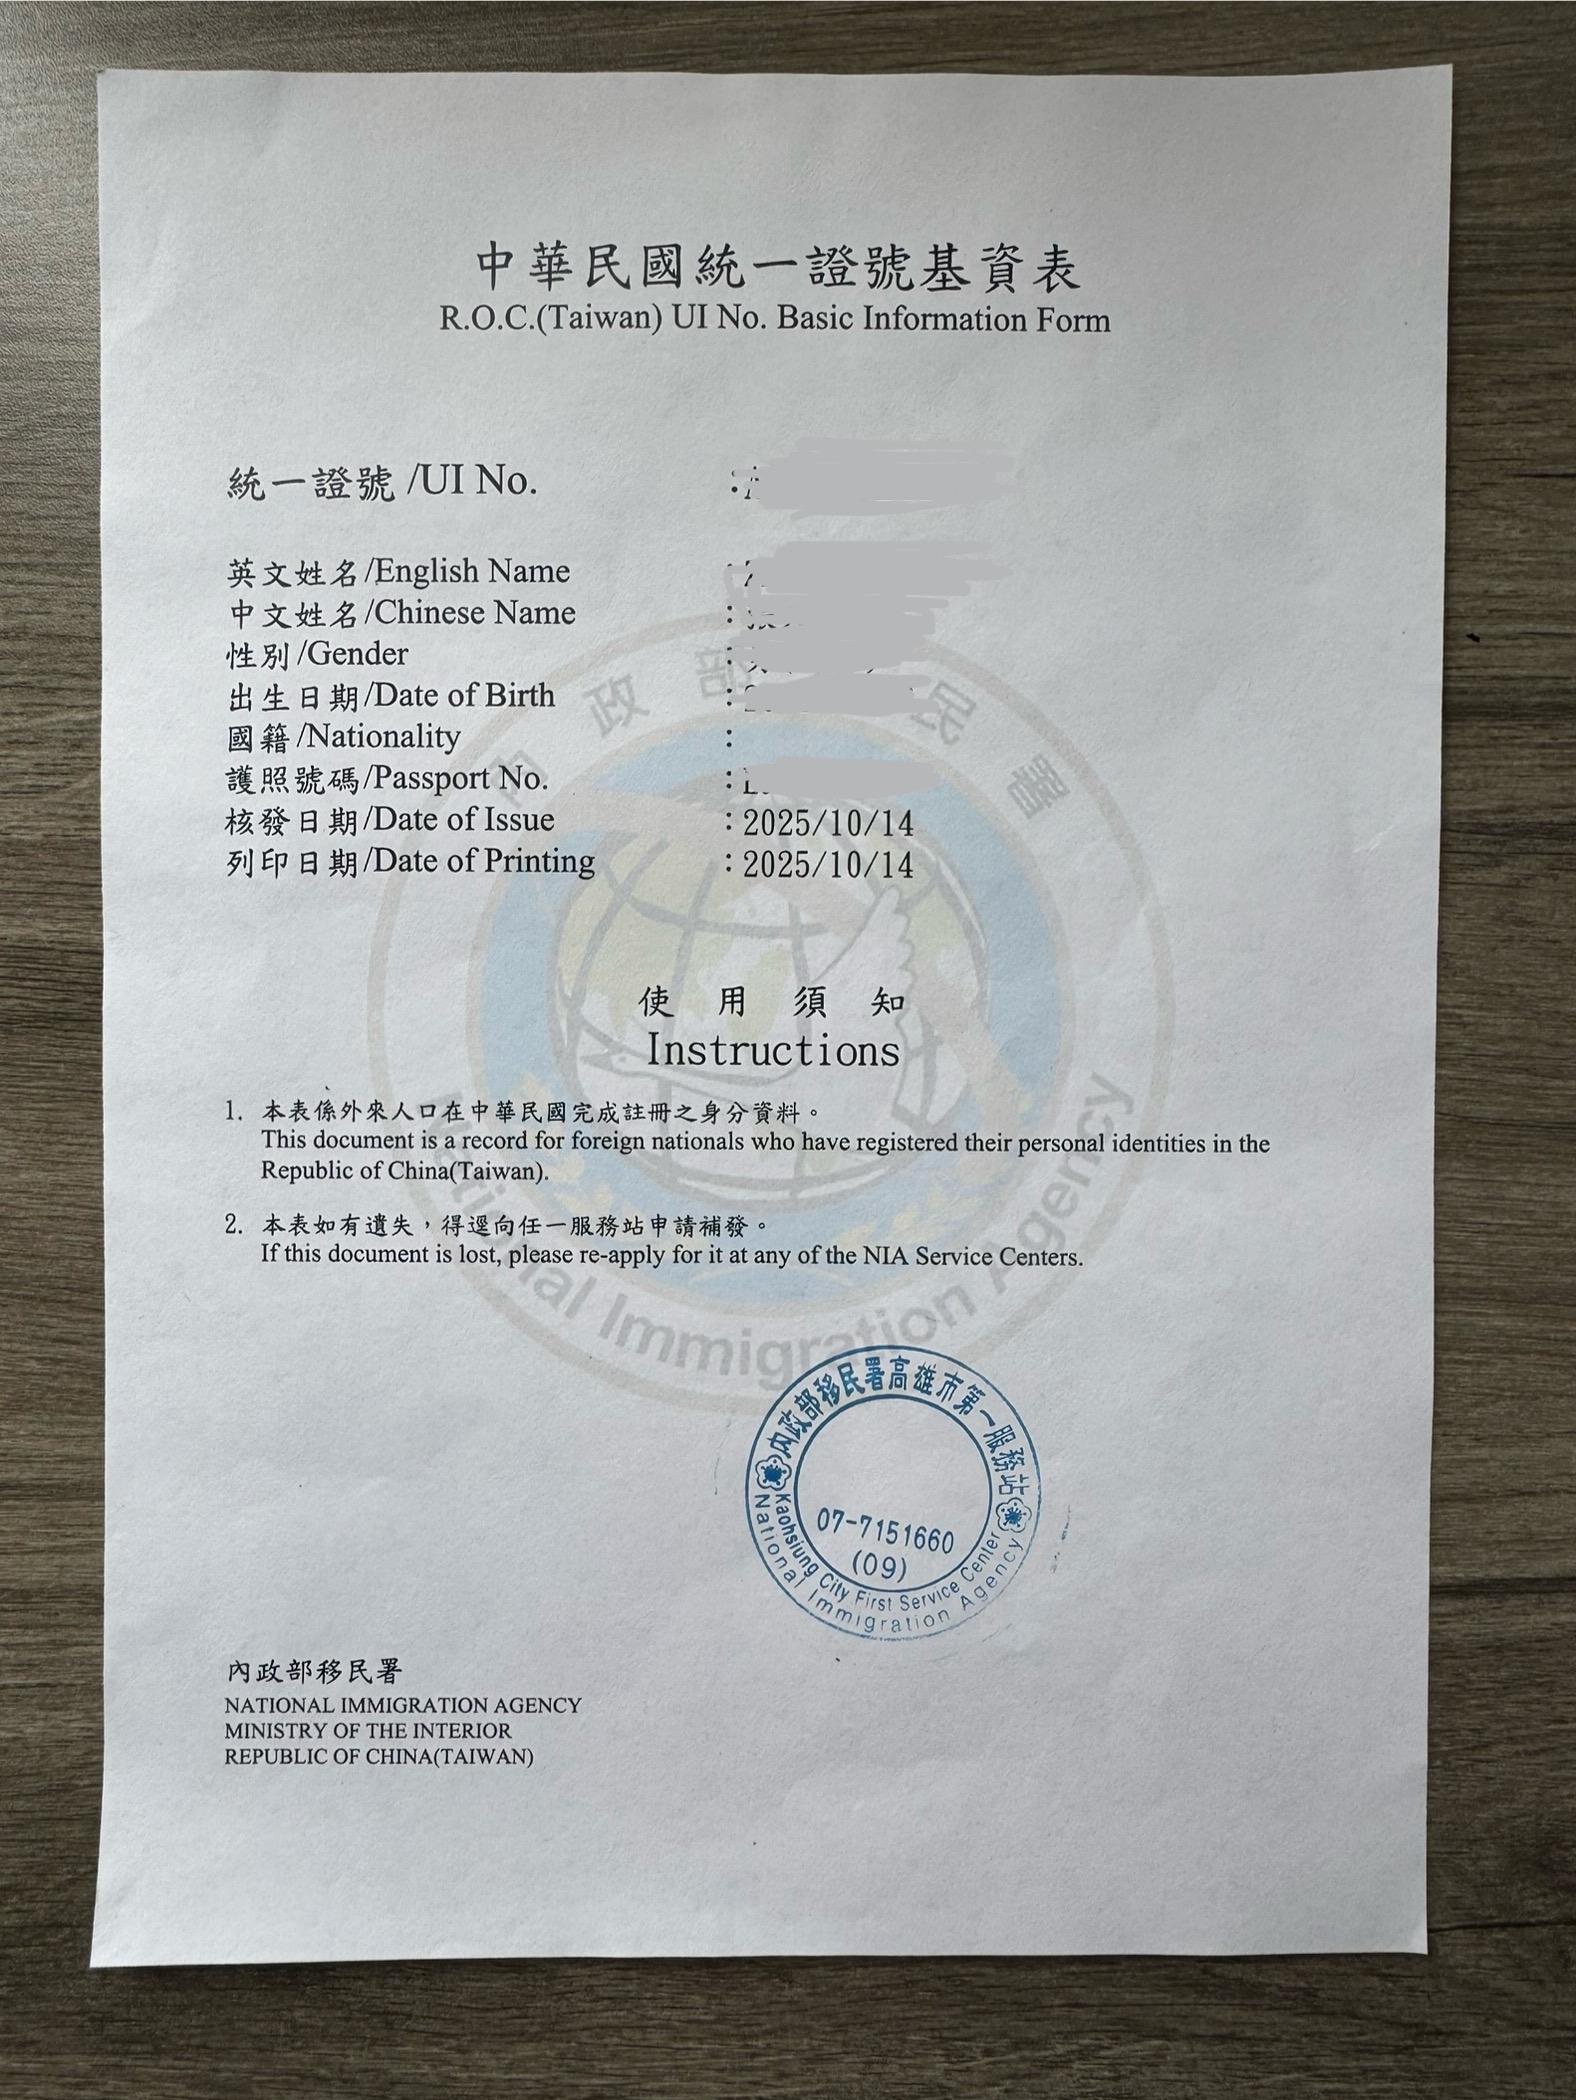 中華民國統一證號基資表
R.O.C.(Taiwan) UI No. Basic Information Form
統一證號/UI No. :
英文姓名/English Name :
中文姓名/Chinese Name :
性別/Gender :
出生日期/Date of Birth :
國籍/Nationality :
護照號碼/Passport No. :
核發日期/Date of Issue : 2025/10/14
列印日期/Date of Printing : 2025/10/14
使用須知
Instructions
1. 本表係外來人口在中華民國完成註冊之身分資料。
This document is a record for foreign nationals who have registered their personal identities in the
Republic of China(Taiwan).
2. 本表如有遺失，得逕向任一服務站申請補發。
If this document is lost, please re-apply for it at any of the NIA Service Centers.
內政部 民署
National Immigration Agency
內政部移民署高雄市第一服務站
07-7151660
(09)
Kaohsiung City First Service Center
National Immigration Agency
內政部移民署
NATIONAL IMMIGRATION AGENCY
MINISTRY OF THE INTERIOR
REPUBLIC OF CHINA(TAIWAN)